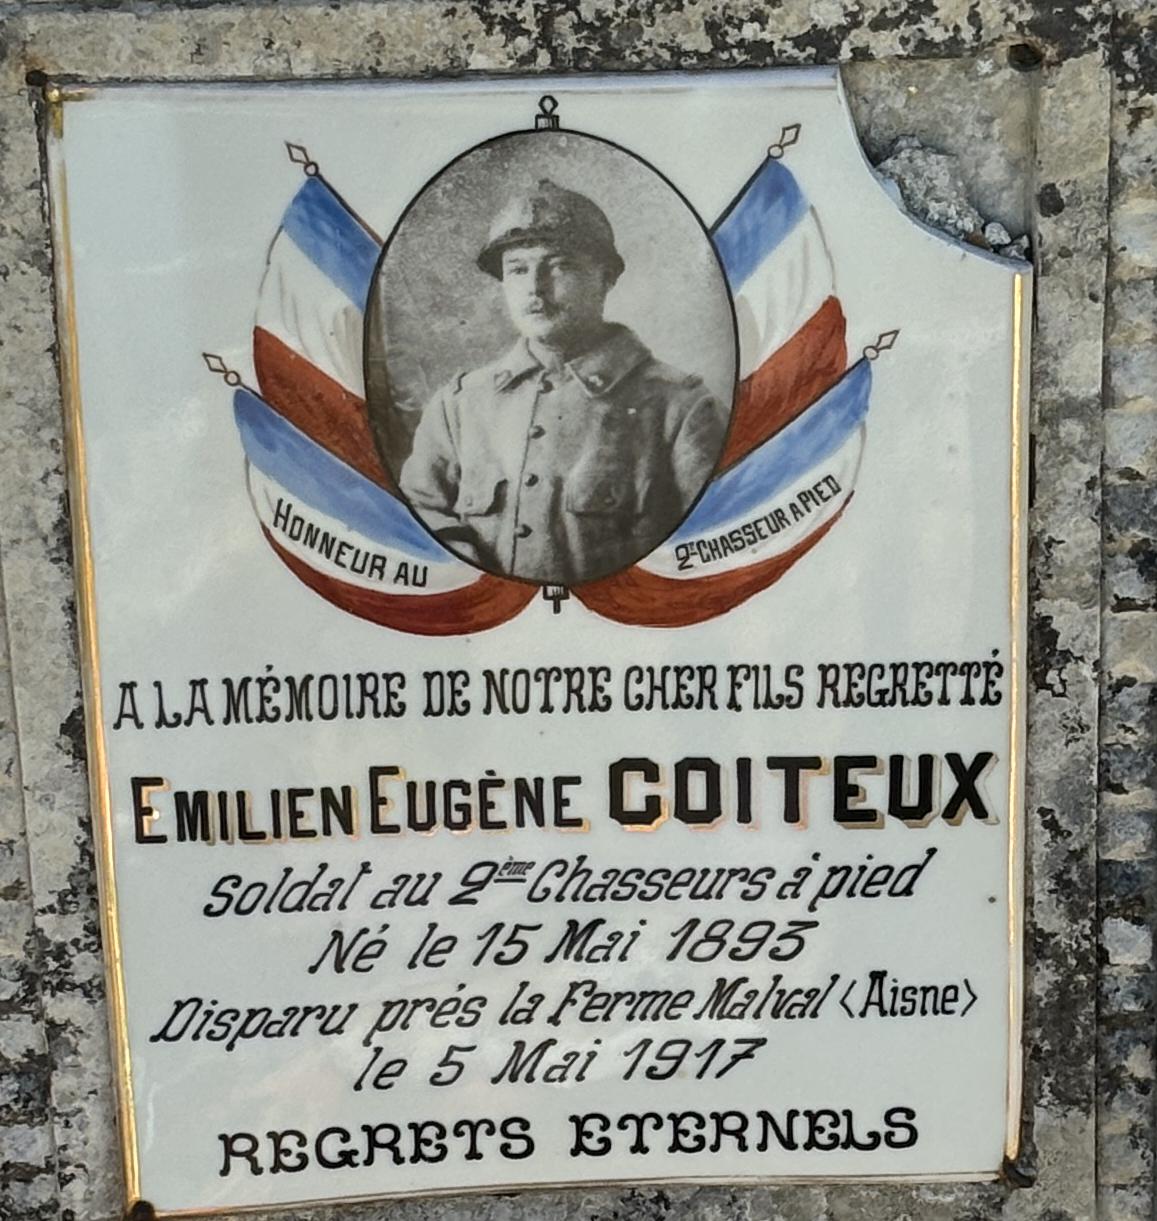 HONNEUR AU
2E CHASSEUR A PIED
A LA MÉMOIRE DE NOTRE CHER FILS REGRETTÉ
EMILIEN EUGÈNE COITEUX
Soldat au 2ème Chasseurs à pied
Né le 15 Mai 1893
Disparu prés la Ferme Malval (Aisne)
le 5 Mai 1917
REGRETS ETERNELS